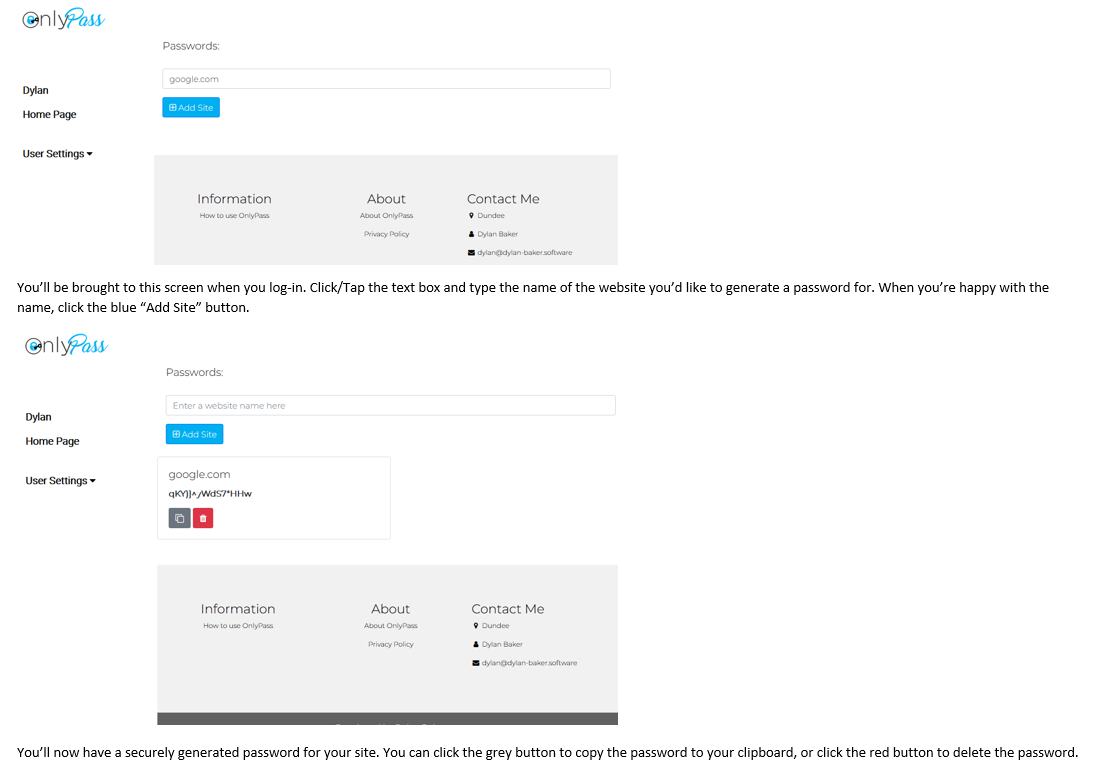 OnlyPass
Passwords:
google.com
Dylan
Add Site
Home Page
User Settings
Information
About
Contact Me
How to use OnlyPass
About OnlyPass
Dundee
Privacy Policy
Dylan Baker
dylan@dylan-baker.software
You’ll be brought to this screen when you log-in. Click/Tap the text box and type the name of the website you’d like to generate a password for. When you’re happy with the
name, click the blue “Add Site” button.
OnlyPass
Passwords:
Enter a website name here
Dylan
Add Site
Home Page
google.com
User Settings
Information
About
Contact Me
How to use OnlyPass
About OnlyPass
Dundee
Privacy Policy
Dylan Baker
dylan@dylan-baker.software
You’ll now have a securely generated password for your site. You can click the grey button to copy the password to your clipboard, or click the red button to delete the password.